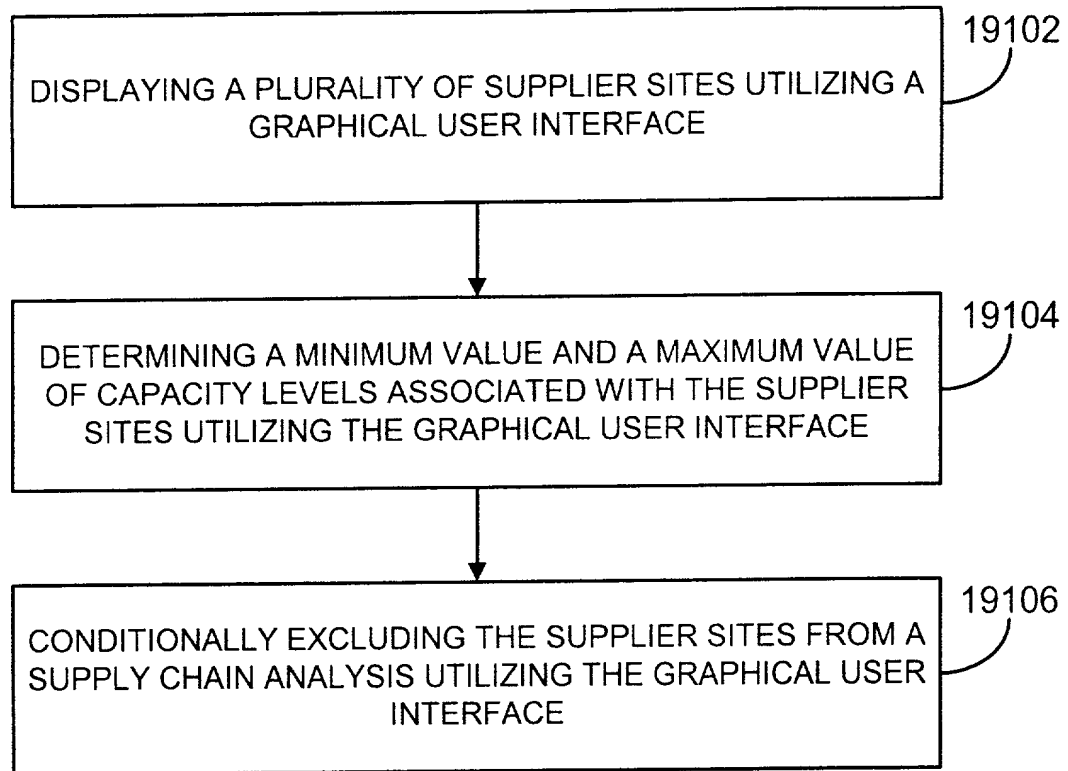 19102
DISPLAYING A PLURALITY OF SUPPLIER SITES UTILIZING A
GRAPHICAL USER INTERFACE
19104
DETERMINING A MINIMUM VALUE AND A MAXIMUM VALUE
OF CAPACITY LEVELS ASSOCIATED WITH THE SUPPLIER
SITES UTILIZING THE GRAPHICAL USER INTERFACE
19106
CONDITIONALLY EXCLUDING THE SUPPLIER SITES FROM A
SUPPLY CHAIN ANALYSIS UTILIZING THE GRAPHICAL USER
INTERFACE